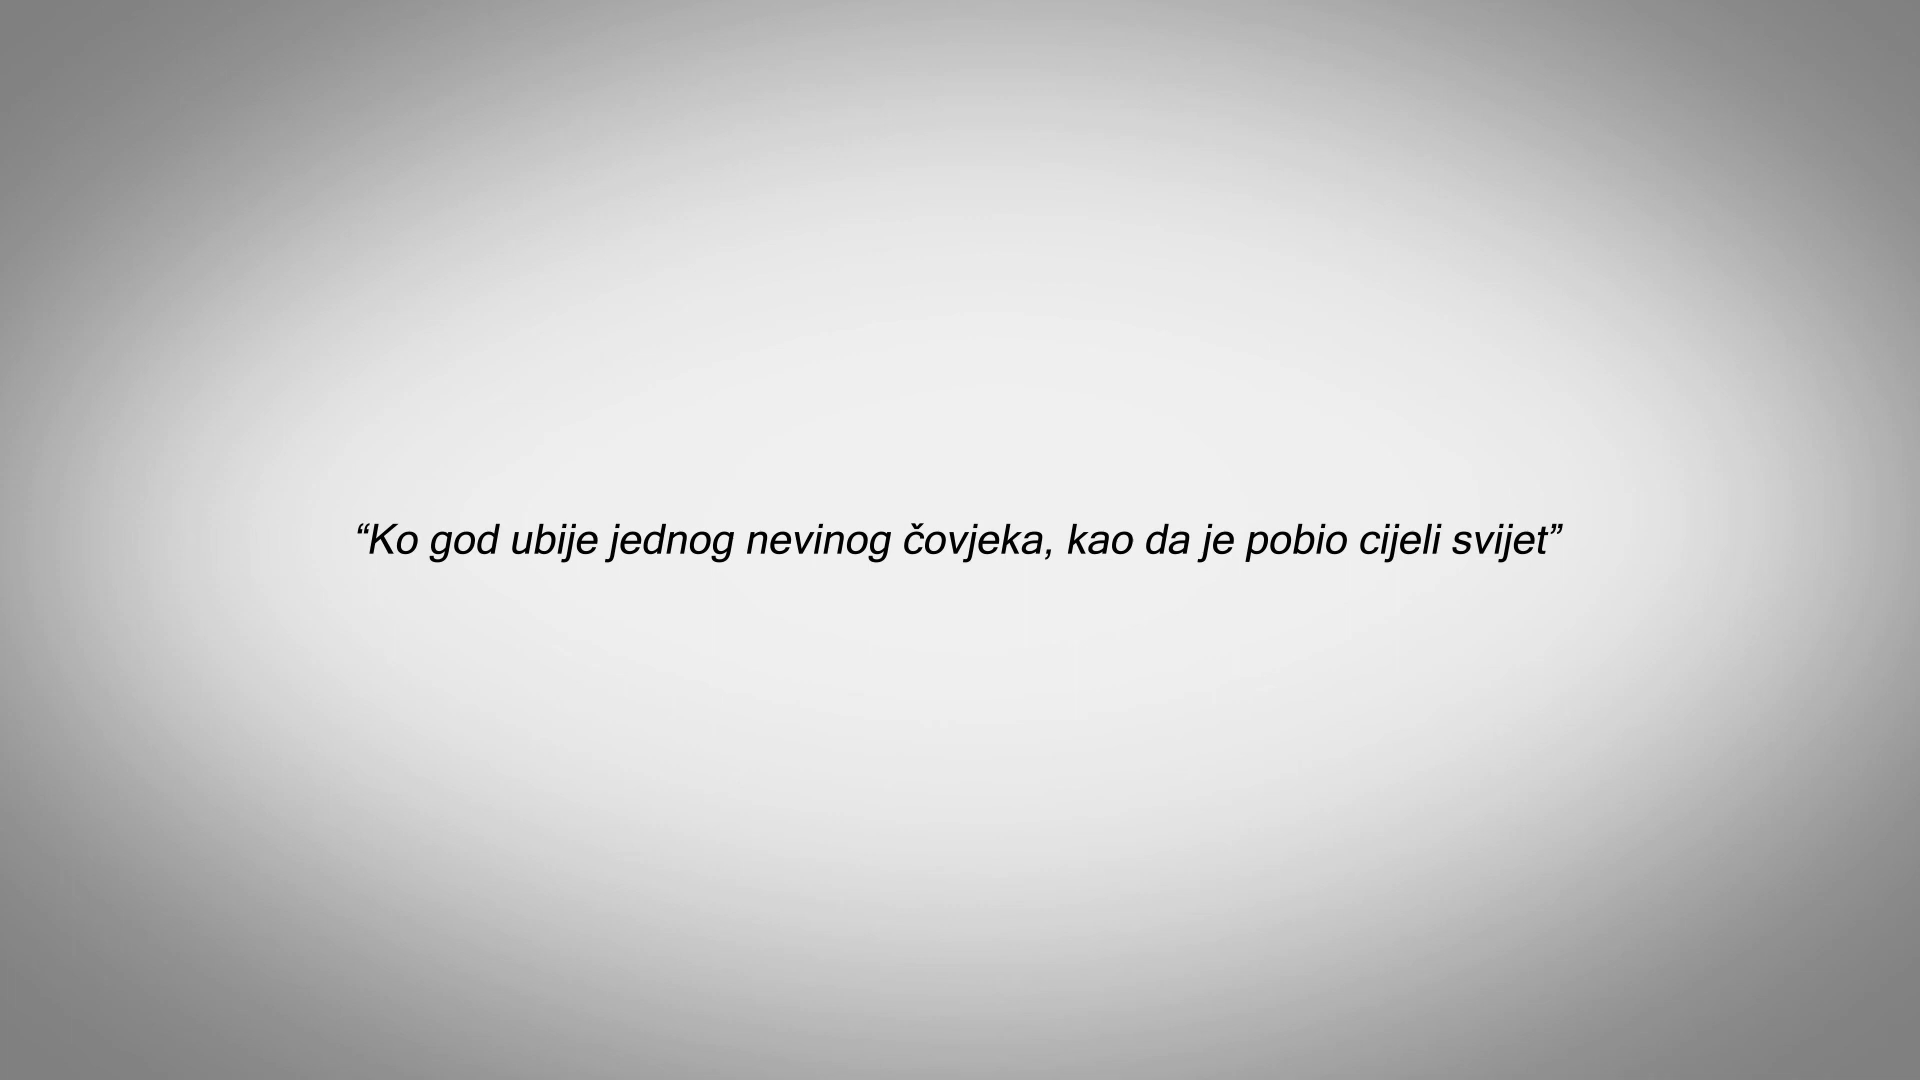 “Ko god ubije jednog nevinog čovjeka, kao da je pobio cijeli svijet”